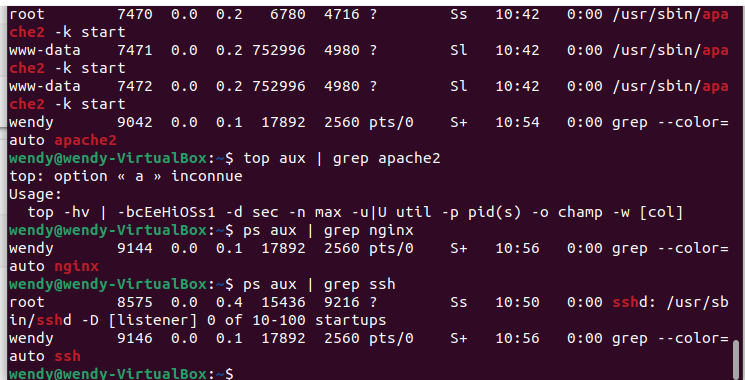 root        7470  0.0  0.2   6780  4716 ?        Ss   10:42   0:00 /usr/sbin/apa
che2 -k start
www-data    7471  0.0  0.2 752996  4980 ?        Sl   10:42   0:00 /usr/sbin/apa
che2 -k start
www-data    7472  0.0  0.2 752996  4980 ?        Sl   10:42   0:00 /usr/sbin/apa
che2 -k start
wendy       9042  0.0  0.1  17892  2560 pts/0    S+   10:54   0:00 grep --color=
auto apache2
wendy@wendy-VirtualBox:~$ top aux | grep apache2
top: option « a » inconnue
Usage:
  top -hv | -bcEeHiOSs1 -d sec -n max -u|U util -p pid(s) -o champ -w [col]
wendy@wendy-VirtualBox:~$ ps aux | grep nginx
wendy       9144  0.0  0.1  17892  2560 pts/0    S+   10:56   0:00 grep --color=
auto nginx
wendy@wendy-VirtualBox:~$ ps aux | grep ssh
root        8575  0.0  0.4  15436  9216 ?        Ss   10:50   0:00 sshd: /usr/sb
in/sshd -D [listener] 0 of 10-100 startups
wendy       9146  0.0  0.1  17892  2560 pts/0    S+   10:56   0:00 grep --color=
auto ssh
wendy@wendy-VirtualBox:~$